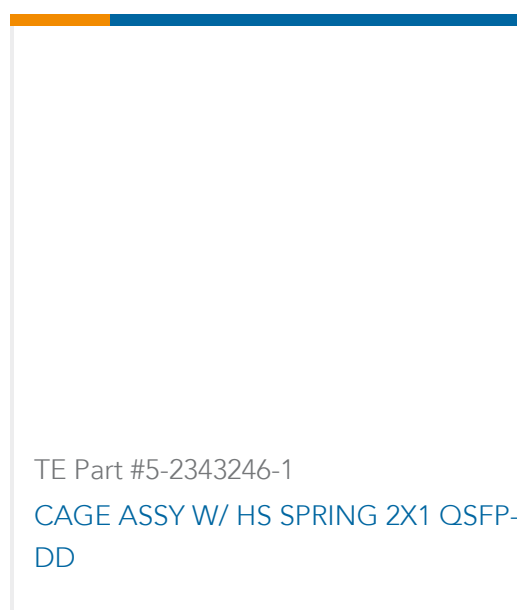 TE Part #5-2343246-1
CAGE ASSY W/ HS SPRING 2X1 QSFP-
DD